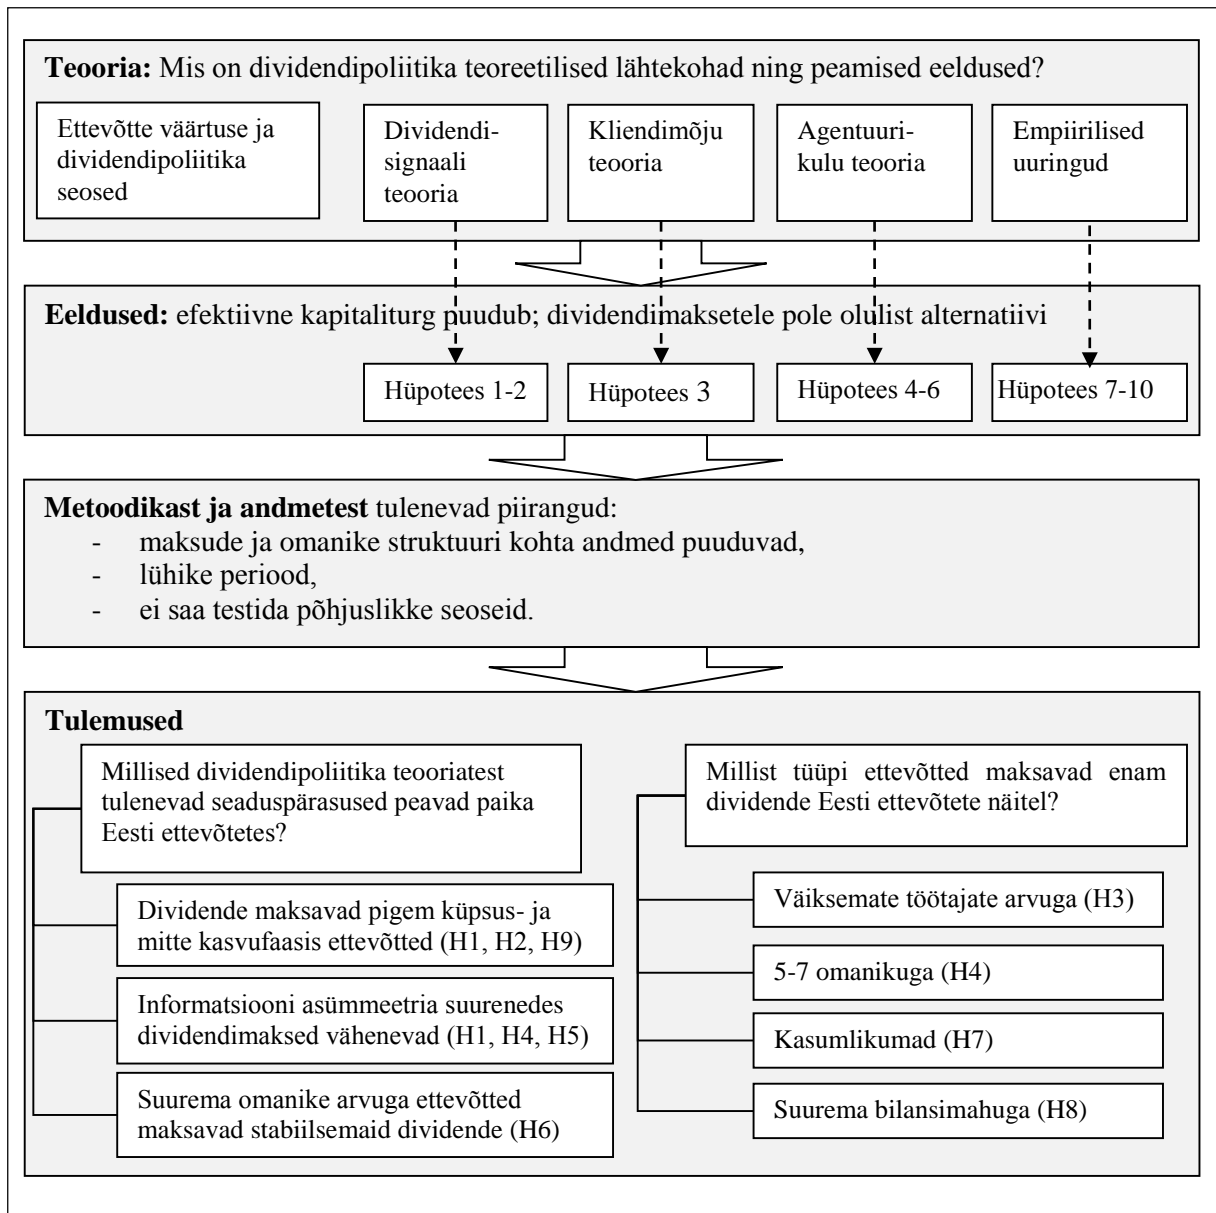 Teooria: Mis on dividendipoliitika teoreetilised lähtekohad ning peamised eeldused?
Ettevõtte väärtuse ja
dividendipoliitika
seosed
Dividendi-
signaali
teooria
Kliendimõju
teooria
Agentuuri-
kulu teooria
Empiirilised
uuringud
Eeldused: efektiivne kapitaliturg puudub; dividendimaksetele pole olulist alternatiivi
Hüpotees 1-2
Hüpotees 3
Hüpotees 4-6
Hüpotees 7-10
Metoodikast ja andmetest tulenevad piirangud:
- maksude ja omanike struktuuri kohta andmed puuduvad,
- lühike periood,
- ei saa testida põhjuslikke seoseid.
Tulemused
Millised dividendipoliitika teooriatest
tulenevad seaduspärasused peavad paika
Eesti ettevõtetes?
Dividende maksavad pigem küpsus- ja
mitte kasvufaasis ettevõtted (H1, H2, H9)
Informatsiooni asümmeetria suurenedes
dividendimaksed vähenevad (H1, H4, H5)
Suurema omanike arvuga ettevõtted
maksavad stabiilsemaid dividende (H6)
Millist tüüpi ettevõtted maksavad enam
dividende Eesti ettevõtete näitel?
Väiksemate töötajate arvuga (H3)
5-7 omanikuga (H4)
Kasumlikumad (H7)
Suurema bilansimahuga (H8)